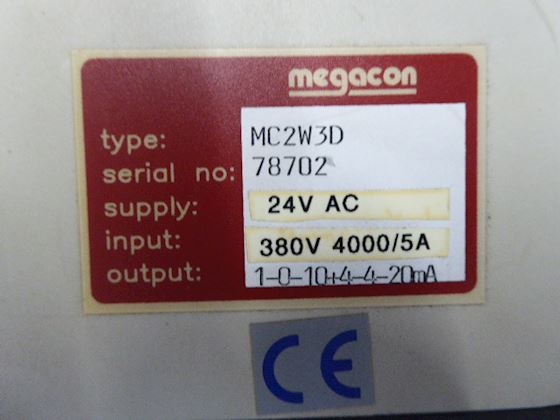 megacon
type: MC2W3D
serial no: 78702
supply: 24V AC
input: 380V 4000/5A
output: 1-0-10+4-4-20mA
CE